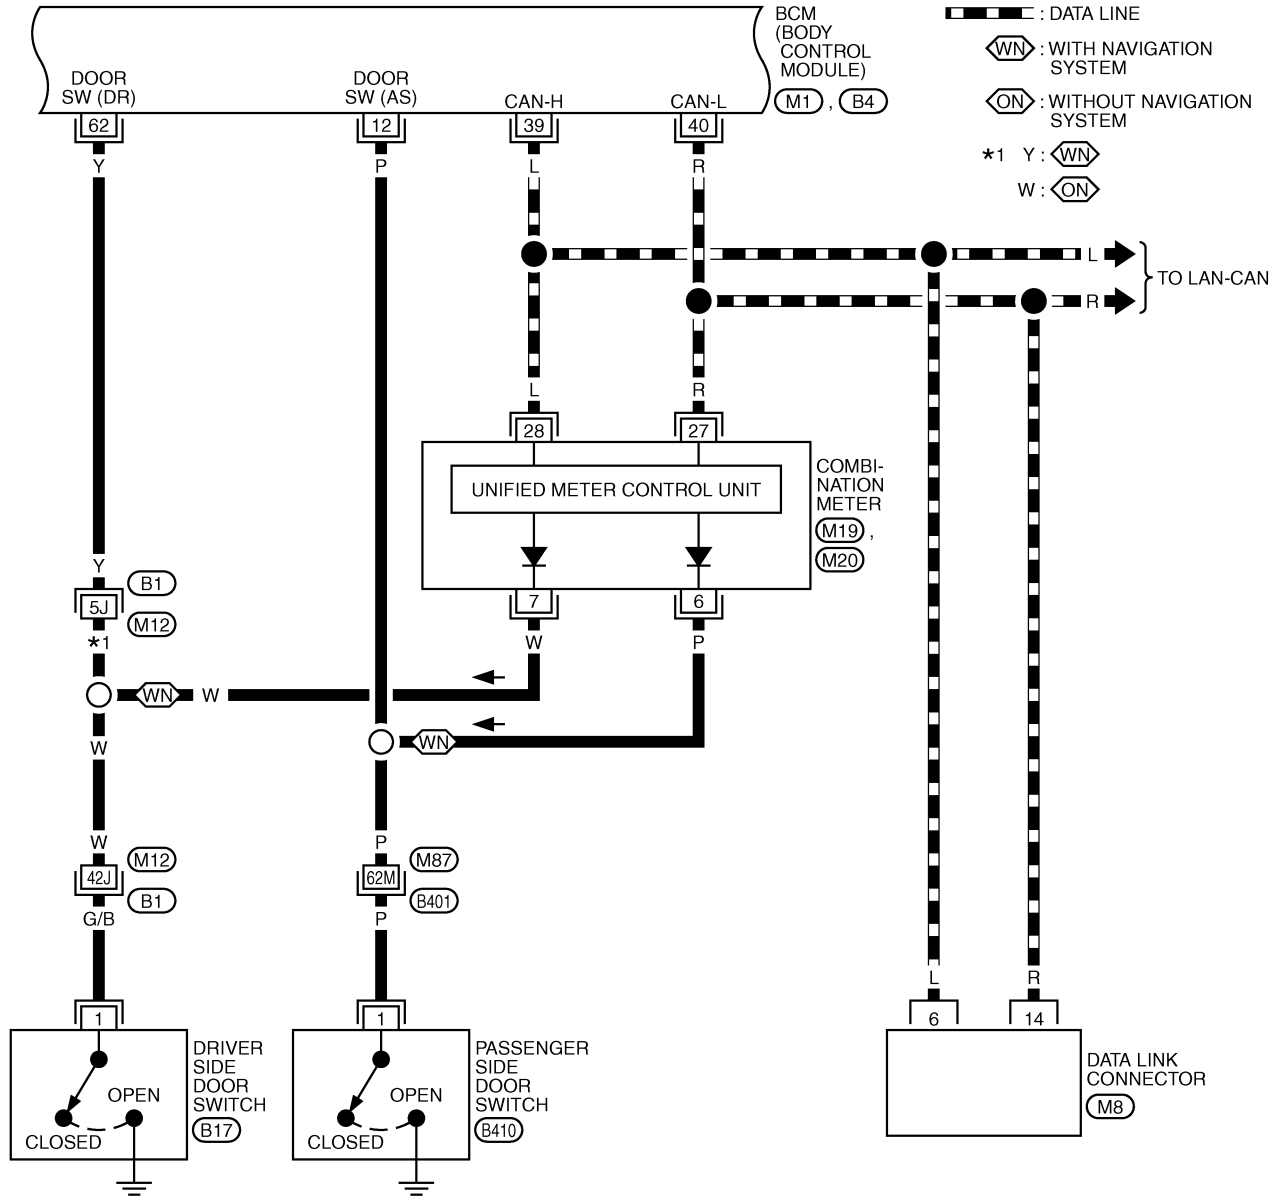 BCM
(BODY
CONTROL
MODULE)
M1 , B4
DOOR
SW (DR)
DOOR
SW (AS)
CAN-H
CAN-L
62
12
39
40
Y
P
L
R
: DATA LINE
WN : WITH NAVIGATION
SYSTEM
ON : WITHOUT NAVIGATION
SYSTEM
*1 Y : WN
W : ON
L
R
TO LAN-CAN
L
R
28
27
UNIFIED METER CONTROL UNIT
COMBI-
NATION
METER
M19 ,
M20
7
6
W
P
Y
B1
5J
M12
*1
WN W
WN
W
W
P
M12
42J
B1
G/B
M87
62M
B401
P
L
R
1
1
6
14
OPEN
CLOSED
DRIVER
SIDE
DOOR
SWITCH
B17
OPEN
CLOSED
PASSENGER
SIDE
DOOR
SWITCH
B410
DATA LINK
CONNECTOR
M8